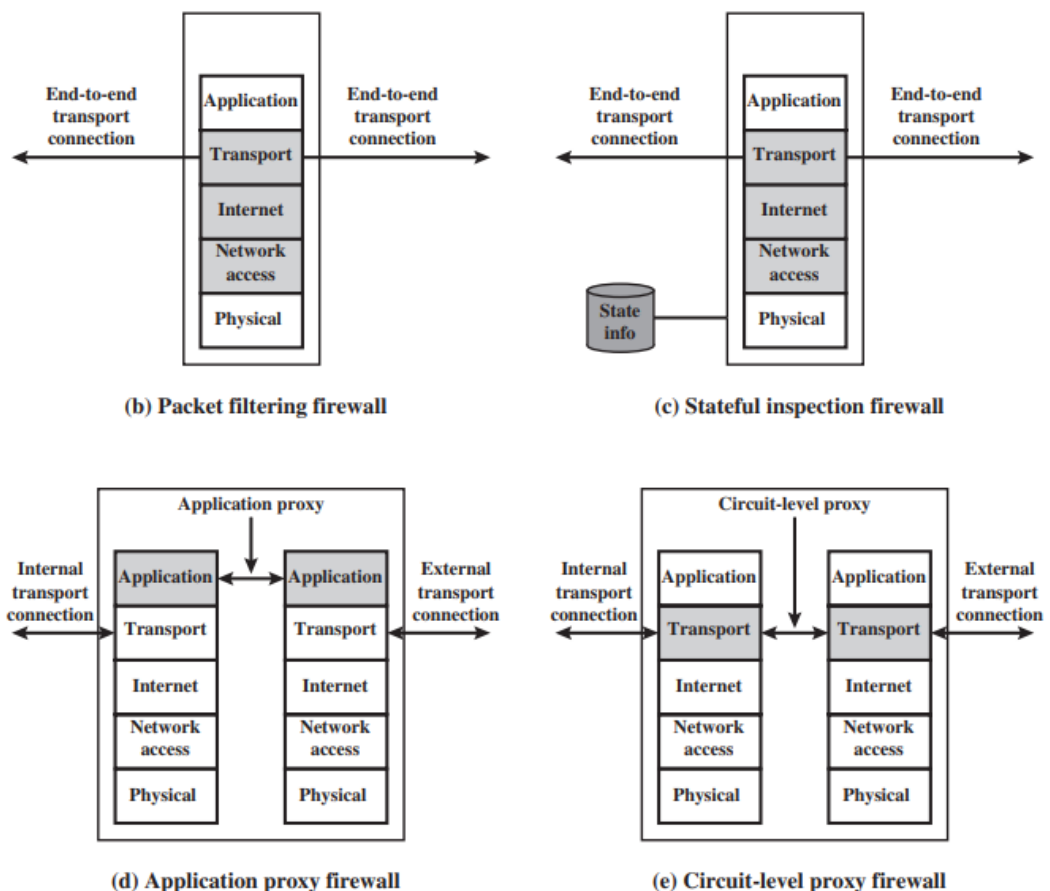 End-to-end
transport
connection
End-to-end
transport
connection
Application
Transport
Internet
Network
access
Physical
(b) Packet filtering firewall
End-to-end
transport
connection
End-to-end
transport
connection
Application
Transport
Internet
Network
access
Physical
State
info
(c) Stateful inspection firewall
Application proxy
Internal
transport
connection
Application
Transport
Internet
Network
access
Physical
Application
Transport
Internet
Network
access
Physical
External
transport
connection
(d) Application proxy firewall
Circuit-level proxy
Internal
transport
connection
Application
Transport
Internet
Network
access
Physical
Application
Transport
Internet
Network
access
Physical
External
transport
connection
(e) Circuit-level proxy firewall